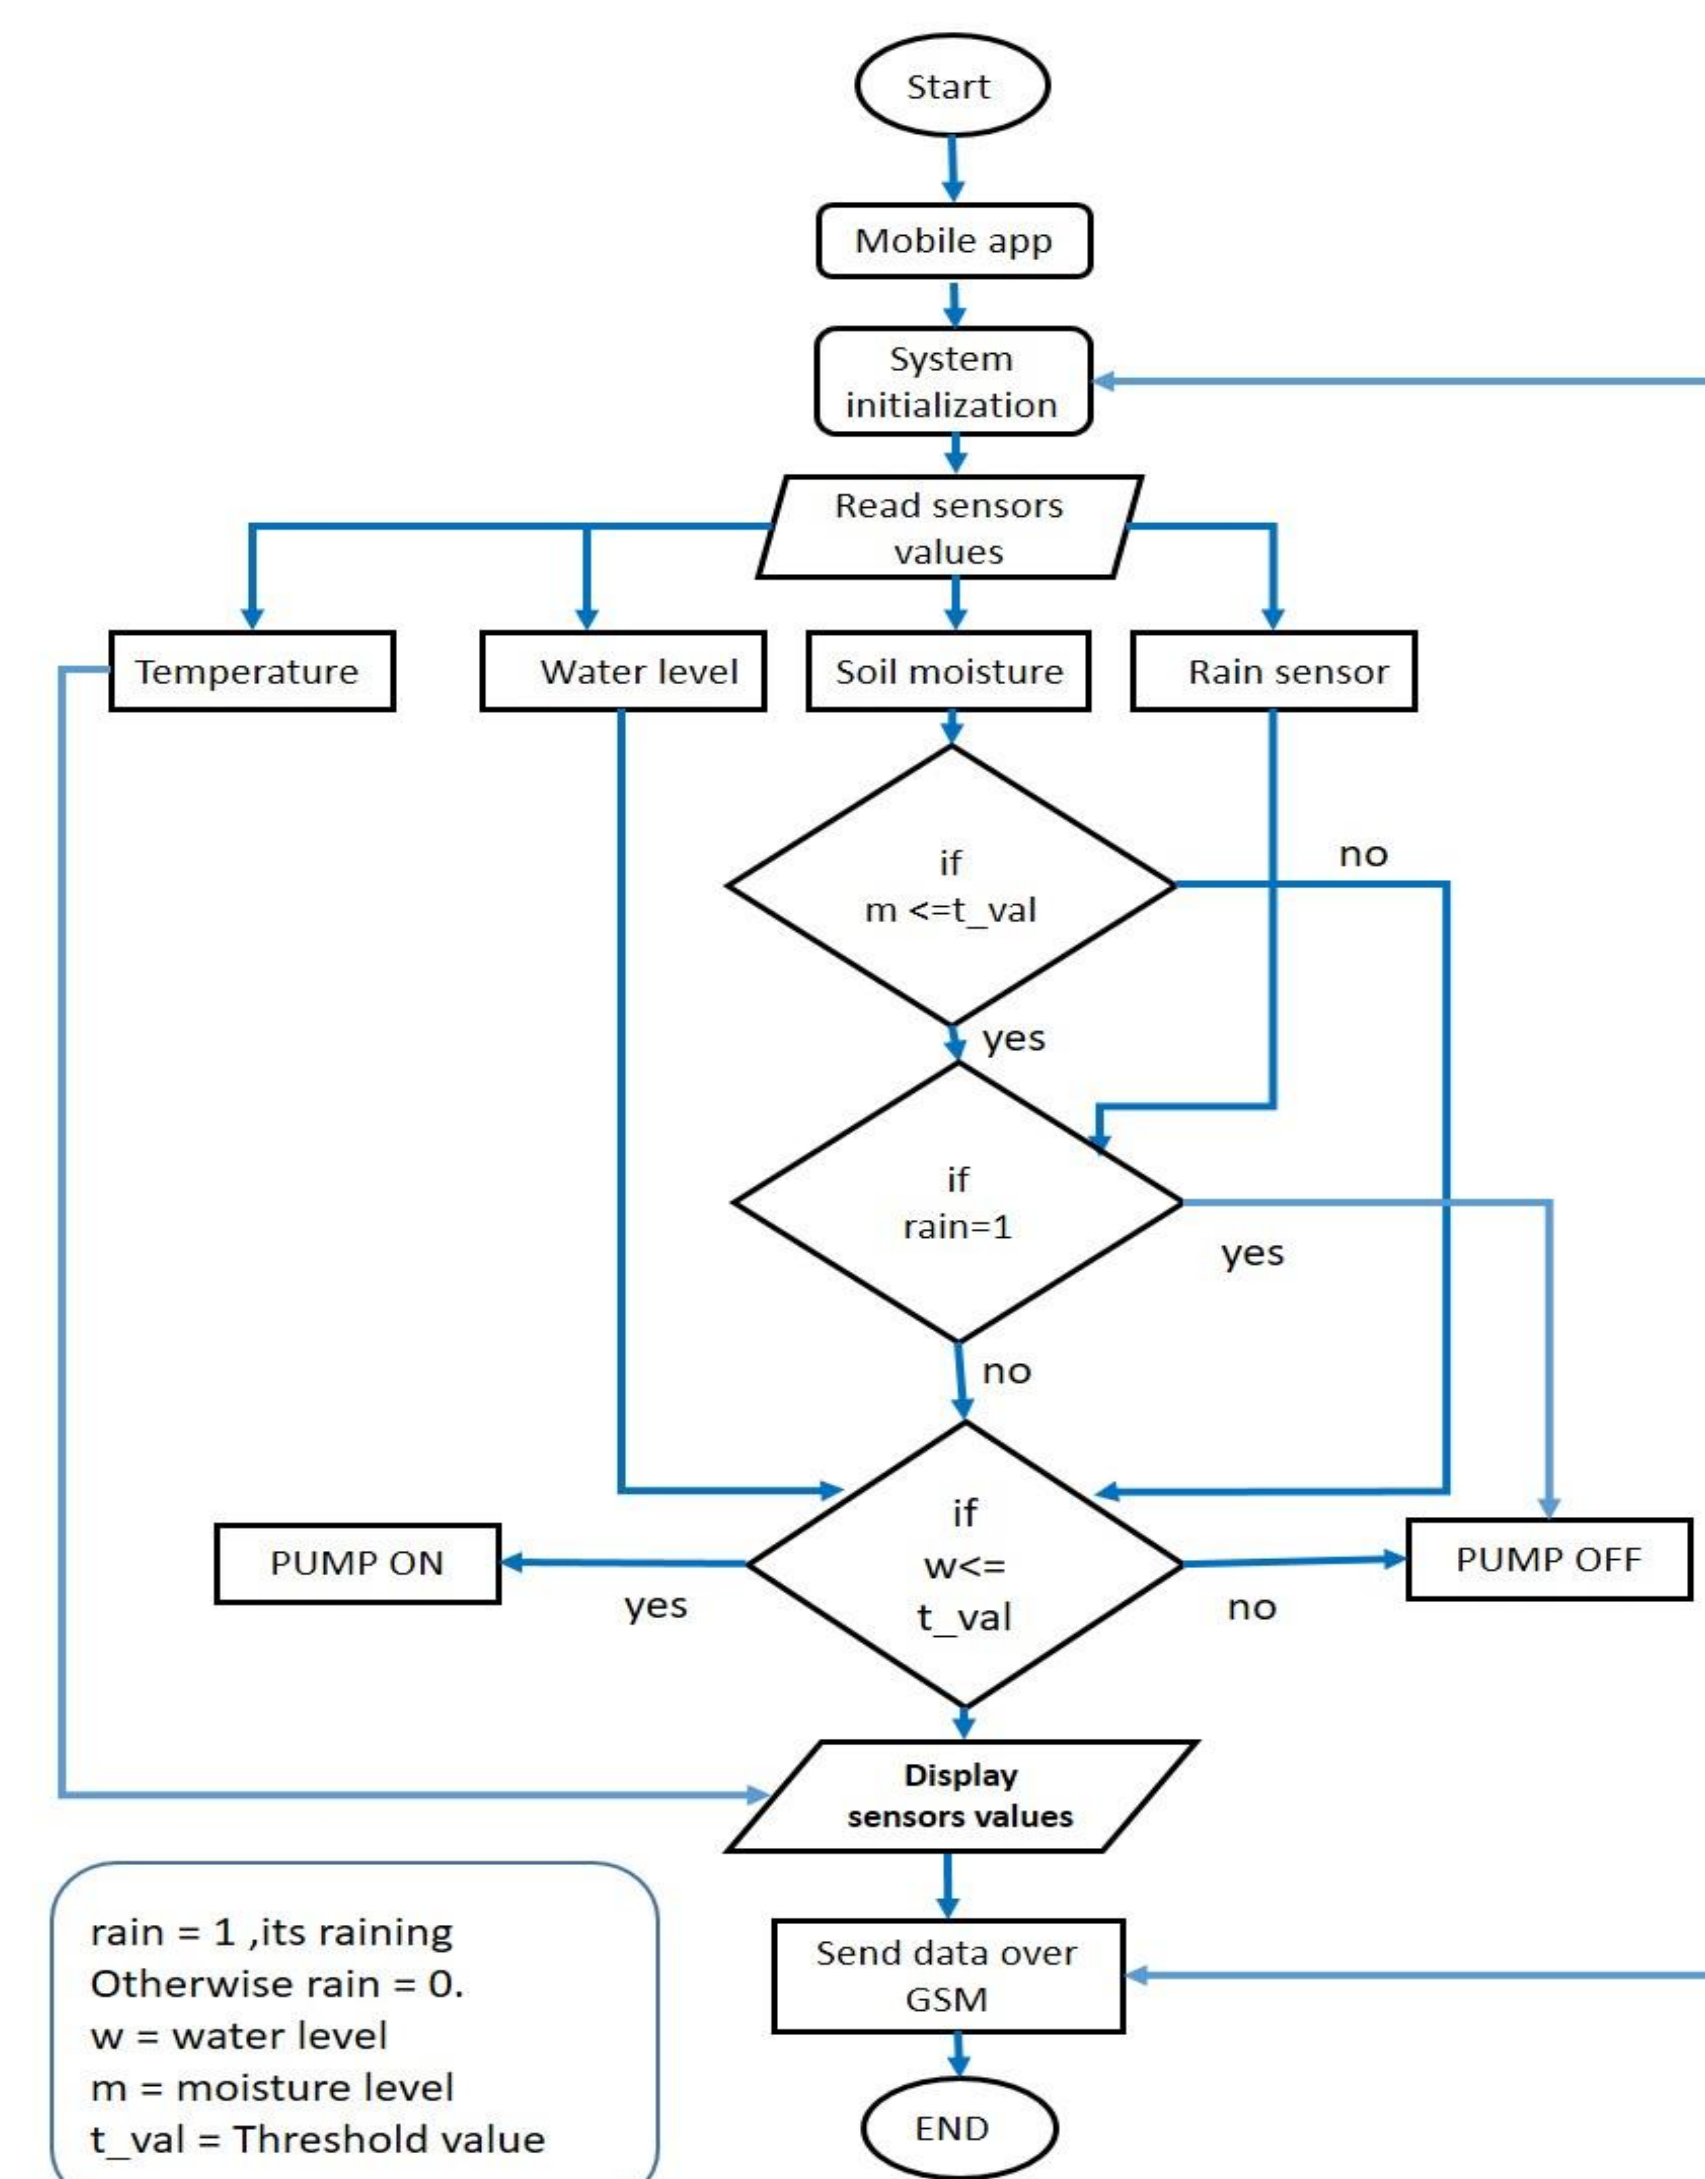 Start
Mobile app
System
initialization
Read sensors
values
Temperature
Water level
Soil moisture
Rain sensor
if
m <=t_val
no
yes
if
rain=1
yes
no
if
w<=
t_val
PUMP ON
yes
no
PUMP OFF
Display
sensors values
Send data over
GSM
END
rain = 1 ,its raining
Otherwise rain = 0.
w = water level
m = moisture level
t_val = Threshold value